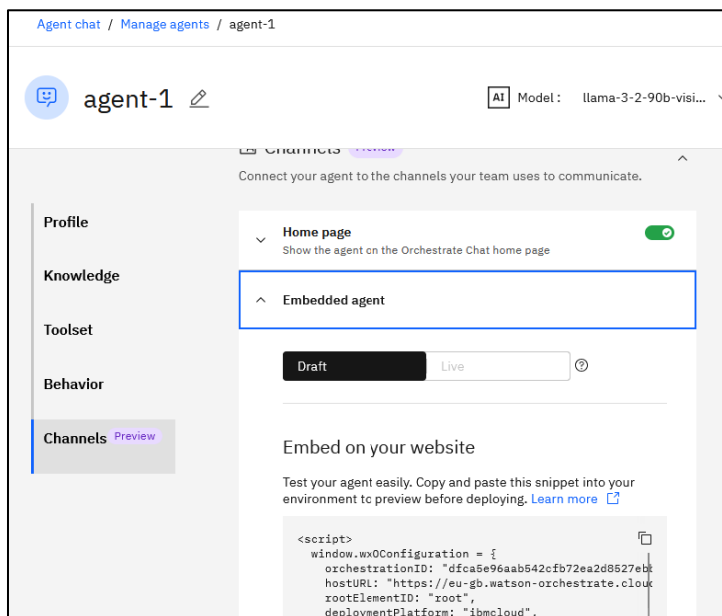 Agent chat / Manage agents / agent-1
agent-1
AI Model : llama-3-2-90b-visi...
Channels Preview
Connect your agent to the channels your team uses to communicate.
Profile
Knowledge
Toolset
Behavior
Channels Preview
Home page
Show the agent on the Orchestrate Chat home page
Embedded agent
Draft
Live
Embed on your website
Test your agent easily. Copy and paste this snippet into your
environment to preview before deploying. Learn more
<script>
window.wxOConfiguration = {
orchestrationID: "dfca5e96aab542cfb72ea2d8527eb
hostURL: "https://eu-gb.watson-orchestrate.cloud
rootElementID: "root",
deploymentPlatform: "ibmcloud",